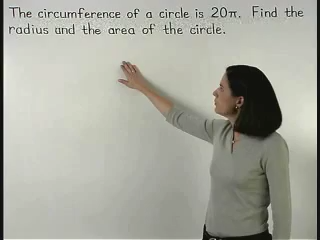 The circumference of a circle is 20π. Find the
radius and the area of the circle.